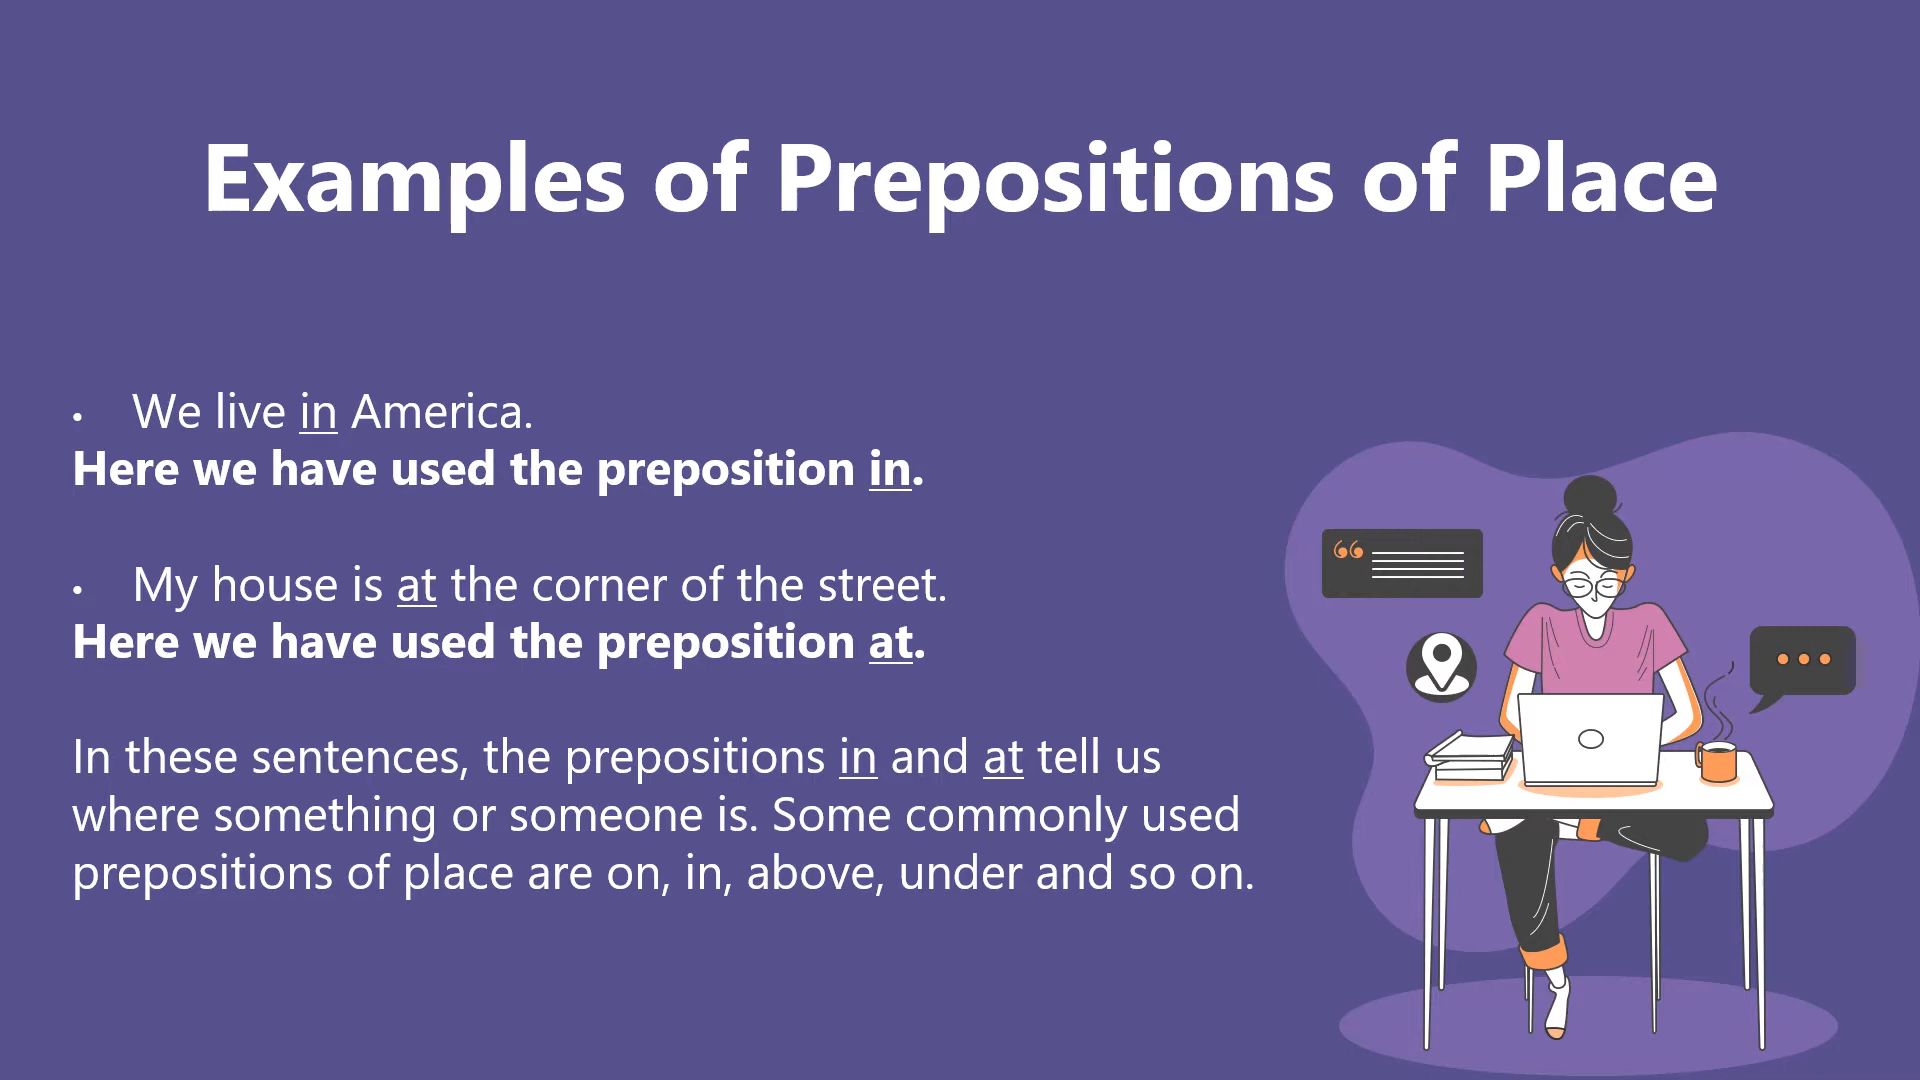 Examples of Prepositions of Place
• We live in America.
Here we have used the preposition in.
• My house is at the corner of the street.
Here we have used the preposition at.
In these sentences, the prepositions in and at tell us
where something or someone is. Some commonly used
prepositions of place are on, in, above, under and so on.